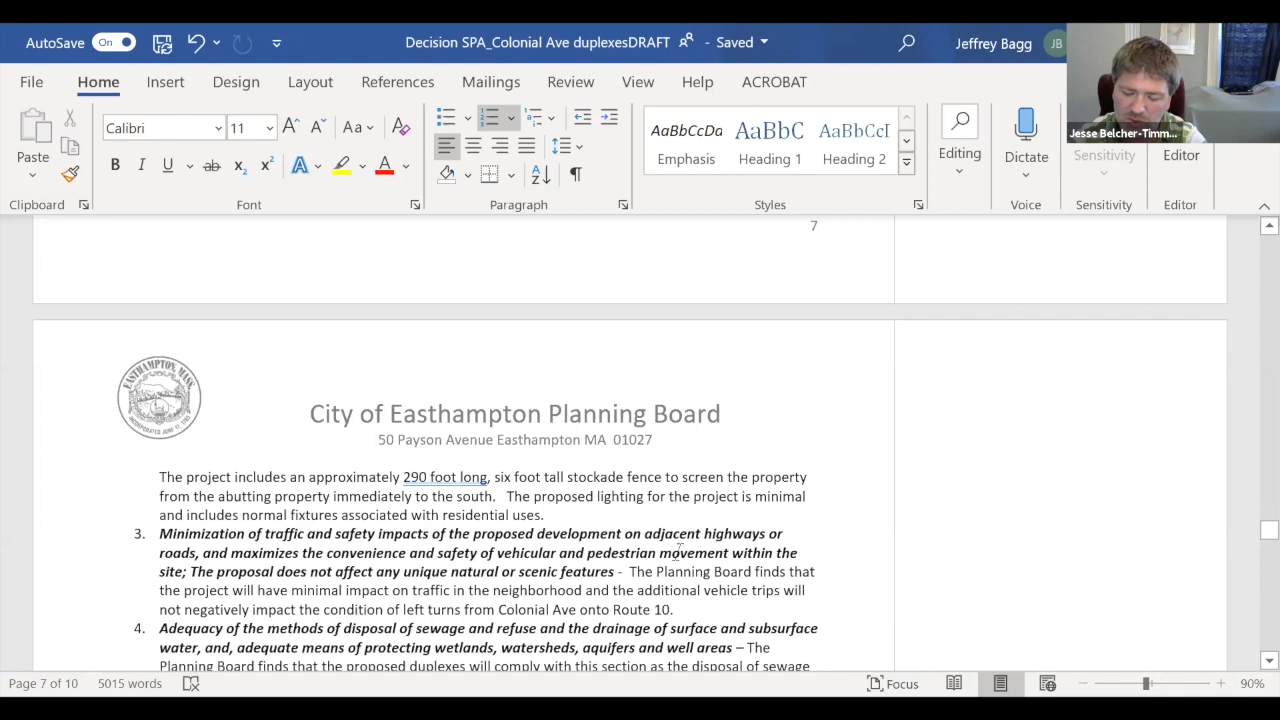 AutoSave On Decision SPA_Colonial Ave duplexesDRAFT - Saved Jeffrey Bagg JB
File Home Insert Design Layout References Mailings Review View Help ACROBAT
Jesse Belcher-Timm...
Paste
Calibri 11 Aa
AaBbCcDd AaBbC AaBbCcI
Emphasis Heading 1 Heading 2
Editing Dictate Sensitivity Editor
Clipboard Font Paragraph Styles Voice Sensitivity Editor
7
EASTHAMPTON, MASS.
City of Easthampton Planning Board
50 Payson Avenue Easthampton MA 01027
The project includes an approximately 290 foot long, six foot tall stockade fence to screen the property
from the abutting property immediately to the south. The proposed lighting for the project is minimal
and includes normal fixtures associated with residential uses.
3. Minimization of traffic and safety impacts of the proposed development on adjacent highways or
roads, and maximizes the convenience and safety of vehicular and pedestrian movement within the
site; The proposal does not affect any unique natural or scenic features - The Planning Board finds that
the project will have minimal impact on traffic in the neighborhood and the additional vehicle trips will
not negatively impact the condition of left turns from Colonial Ave onto Route 10.
4. Adequacy of the methods of disposal of sewage and refuse and the drainage of surface and subsurface
water, and, adequate means of protecting wetlands, watersheds, aquifers and well areas – The
Planning Board finds that the proposed duplexes will comply with this section as the disposal of sewage
Page 7 of 10 5015 words Focus 90%